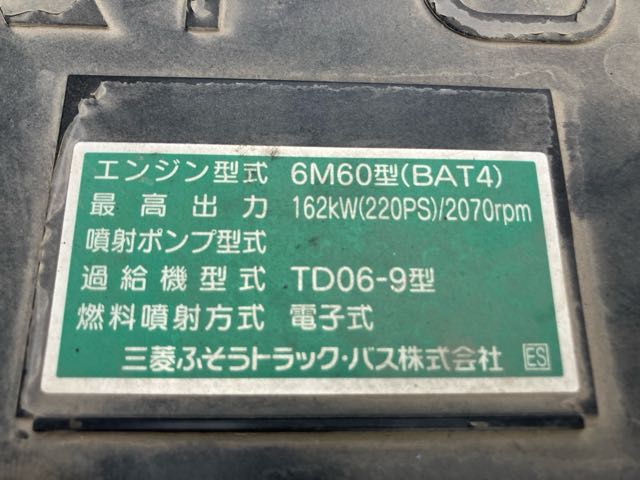 エンジン型式 6M60型(BAT4)
最高出力 162kW(220PS)/2070rpm
噴射ポンプ型式
過給機型式 TD06-9型
燃料噴射方式 電子式
三菱ふそうトラック・バス株式会社 ES